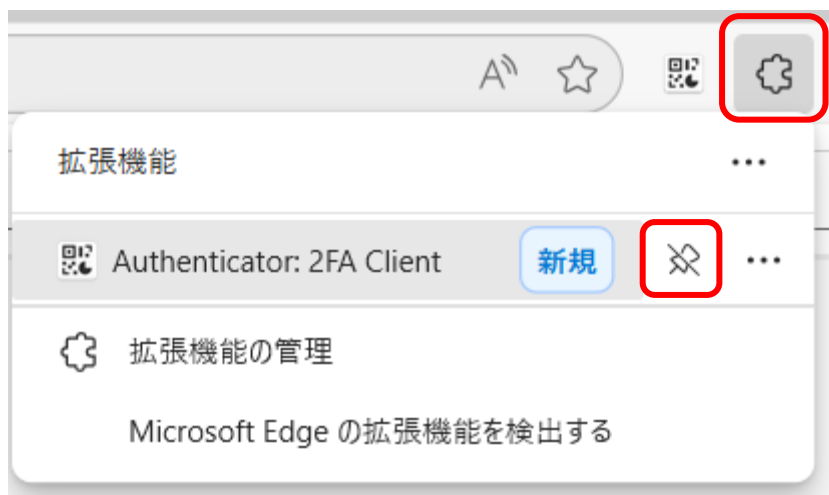 A
拡張機能
Authenticator: 2FA Client 新規
拡張機能の管理
Microsoft Edge の拡張機能を検出する